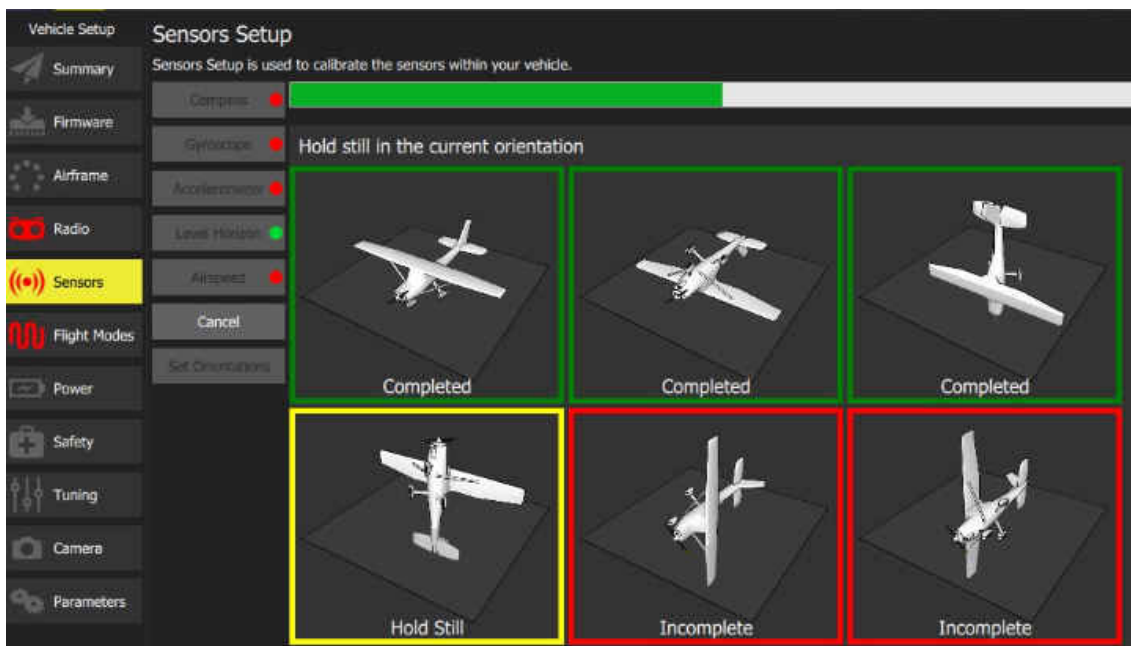 Vehicle Setup
Summary
Firmware
Airframe
Radio
Sensors
Flight Modes
Power
Safety
Tuning
Camera
Parameters
Sensors Setup
Sensors Setup is used to calibrate the sensors within your vehicle.
Compass
Gyroscope
Accelerometer
Level Horizon
Airspeed
Cancel
Set Orientations
Hold still in the current orientation
Completed
Completed
Completed
Hold Still
Incomplete
Incomplete